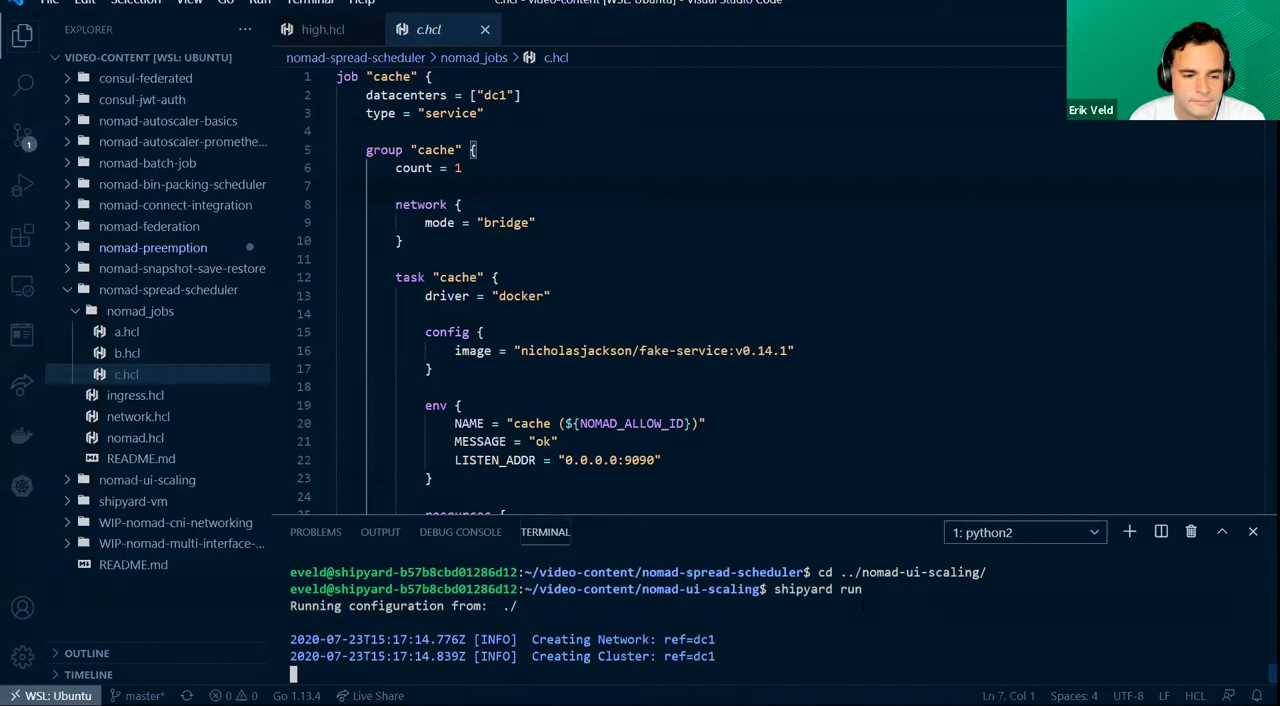 File Edit Selection View Go Run Terminal Help
c.hcl - video-content [WSL: Ubuntu] - Visual Studio Code
EXPLORER
high.hcl
c.hcl
VIDEO-CONTENT [WSL: UBUNTU]
consul-federated
consul-jwt-auth
nomad-autoscaler-basics
nomad-autoscaler-promethe...
nomad-batch-job
nomad-bin-packing-scheduler
nomad-connect-integration
nomad-federation
nomad-preemption
nomad-snapshot-save-restore
nomad-spread-scheduler
nomad_jobs
a.hcl
b.hcl
c.hcl
ingress.hcl
network.hcl
nomad.hcl
README.md
nomad-ui-scaling
shipyard-vm
WIP-nomad-cni-networking
WIP-nomad-multi-interface-...
README.md
OUTLINE
TIMELINE
1
nomad-spread-scheduler > nomad_jobs > c.hcl
1 job "cache" {
2 datacenters = ["dc1"]
3 type = "service"
4
5 group "cache" {
6 count = 1
7
8 network {
9 mode = "bridge"
10 }
11
12 task "cache" {
13 driver = "docker"
14
15 config {
16 image = "nicholasjackson/fake-service:v0.14.1"
17 }
18
19 env {
20 NAME = "cache (${NOMAD_ALLOW_ID})"
21 MESSAGE = "ok"
22 LISTEN_ADDR = "0.0.0.0:9090"
23 }
24
25 resources {
Erik Veld
PROBLEMS OUTPUT DEBUG CONSOLE TERMINAL
1: python2
eveld@shipyard-b57b8cbd01286d12:~/video-content/nomad-spread-scheduler$ cd ../nomad-ui-scaling/
eveld@shipyard-b57b8cbd01286d12:~/video-content/nomad-ui-scaling$ shipyard run
Running configuration from: ./
2020-07-23T15:17:14.776Z [INFO] Creating Network: ref=dc1
2020-07-23T15:17:14.839Z [INFO] Creating Cluster: ref=dc1
WSL: Ubuntu master* 0 0 Go 1.13.4 Live Share Ln 7, Col 1 Spaces: 4 UTF-8 LF HCL